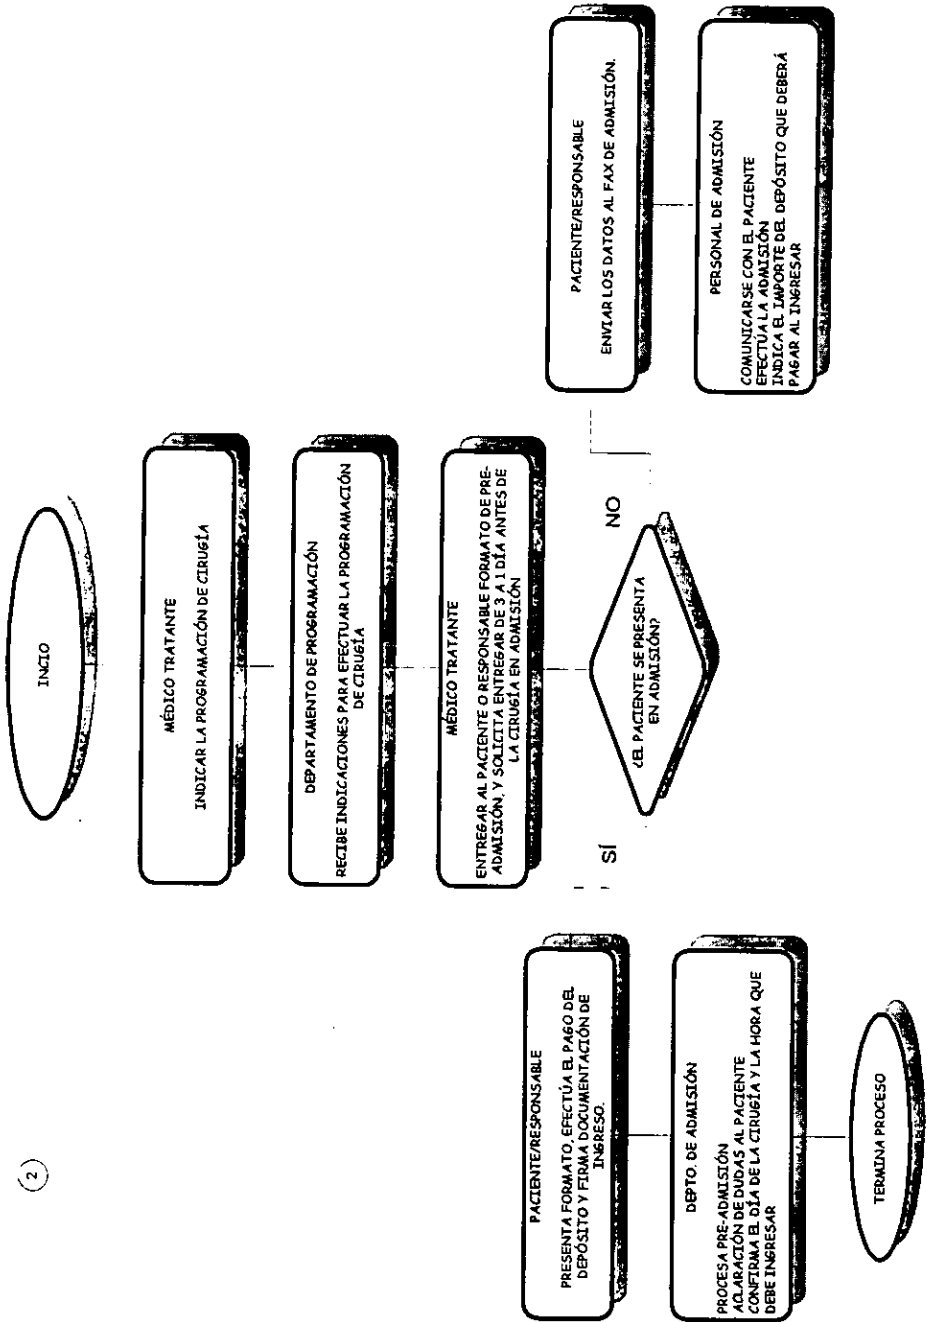 2
INCIO
MÉDICO TRATANTE
INDICAR LA PROGRAMACIÓN DE CIRUGÍA
DEPARTAMENTO DE PROGRAMACIÓN
RECIBE INDICACIONES PARA EFECTUAR LA PROGRAMACIÓN
DE CIRUGÍA
MÉDICO TRATANTE
ENTREGAR AL PACIENTE O RESPONSABLE FORMATO DE PRE-
ADMISIÓN, Y SOLICITA ENTREGAR DE 3 A 1 DÍA ANTES DE
LA CIRUGÍA EN ADMISIÓN
¿EL PACIENTE SE PRESENTA
EN ADMISIÓN?
SÍ
NO
PACIENTE/RESPONSABLE
PRESENTA FORMATO, EFECTÚA EL PAGO DEL
DEPÓSITO Y FIRMA DOCUMENTACIÓN DE
INGRESO.
DEPTO. DE ADMISIÓN
PROCESA PRE-ADMISIÓN
ACLARACIÓN DE DUDAS AL PACIENTE
CONFIRMA EL DÍA DE LA CIRUGÍA Y LA HORA QUE
DEBE INGRESAR
TERMINA PROCESO
PACIENTE/RESPONSABLE
ENVIAR LOS DATOS AL FAX DE ADMISIÓN.
PERSONAL DE ADMISIÓN
COMUNICARSE CON EL PACIENTE
EFECTÚA LA ADMISIÓN
INDICA EL IMPORTE DEL DEPÓSITO QUE DEBERÁ
PAGAR AL INGRESAR